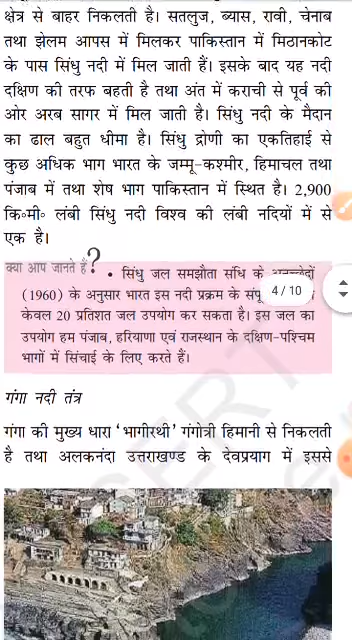 क्षेत्र से बाहर निकलती है। सतलुज, ब्यास, रावी, चेनाब
तथा झेलम आपस में मिलकर पाकिस्तान में मिठानकोट
के पास सिंधु नदी में मिल जाती हैं। इसके बाद यह नदी
दक्षिण की तरफ बहती है तथा अंत में कराची से पूर्व की
ओर अरब सागर में मिल जाती है। सिंधु नदी के मैदान
का ढाल बहुत धीमा है। सिंधु द्रोणी का एकतिहाई से
कुछ अधिक भाग भारत के जम्मू-कश्मीर, हिमाचल तथा
पंजाब में तथा शेष भाग पाकिस्तान में स्थित है। 2,900
कि॰मी॰ लंबी सिंधु नदी विश्व की लंबी नदियों में से
एक है।
क्या आप जानते हैं? • सिंधु जल समझौता संधि के
(1960) के अनुसार भारत इस नदी प्रक्रम के
4/10
केवल 20 प्रतिशत जल उपयोग कर सकता है। इस जल का
उपयोग हम पंजाब, हरियाणा एवं राजस्थान के दक्षिण-पश्चिम
भागों में सिंचाई के लिए करते हैं।
गंगा नदी तंत्र
गंगा की मुख्य धारा ‘भागीरथी’ गंगोत्री हिमानी से निकलती
है तथा अलकनंदा उत्तराखण्ड के देवप्रयाग में इससे